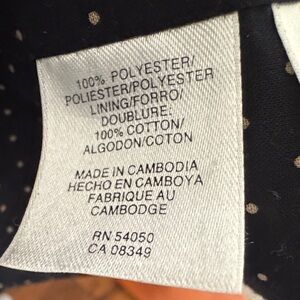 100% POLYESTER/
POLIÉSTER/POLYESTER
LINING/FORRO/
DOUBLURE:
100% COTTON/
ALGODON/COTON
MADE IN CAMBODIA
HECHO EN CAMBOYA
FABRIQUE AU
CAMBODGE
RN 54050
CA 08349